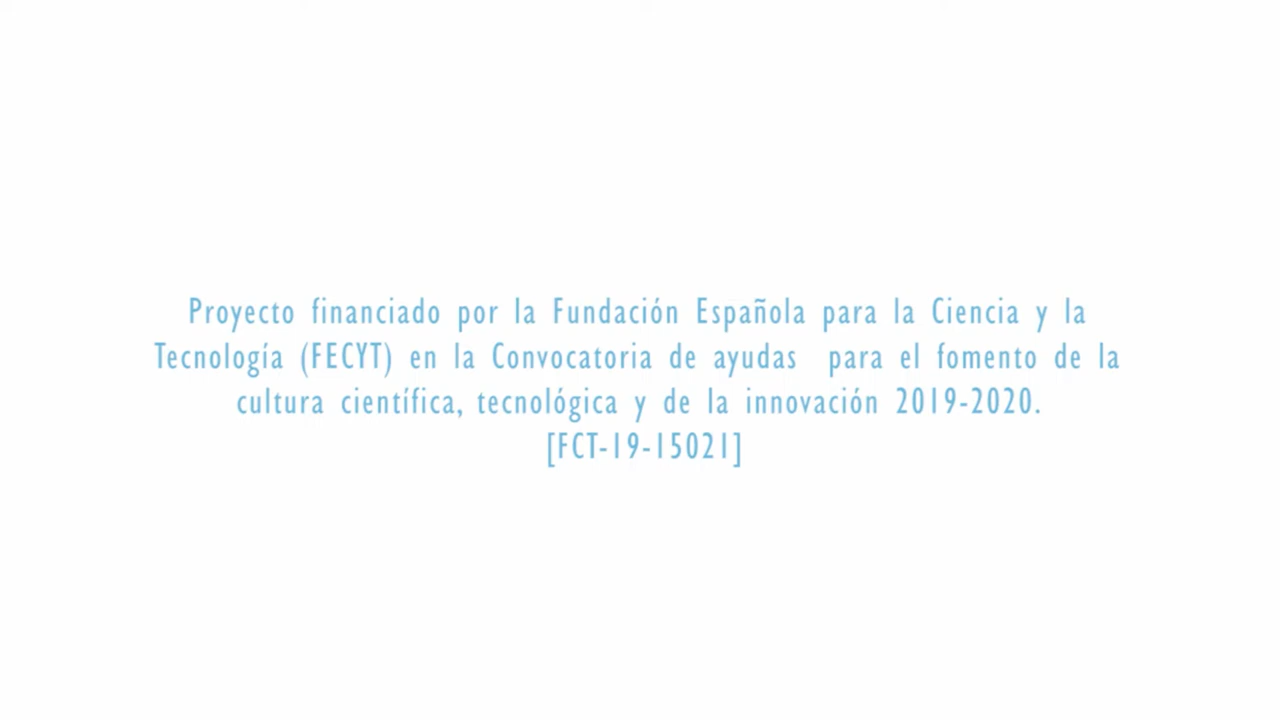 Proyecto financiado por la Fundación Española para la Ciencia y la
Tecnología (FECYT) en la Convocatoria de ayudas  para el fomento de la
cultura científica, tecnológica y de la innovación 2019-2020.
[FCT-19-15021]